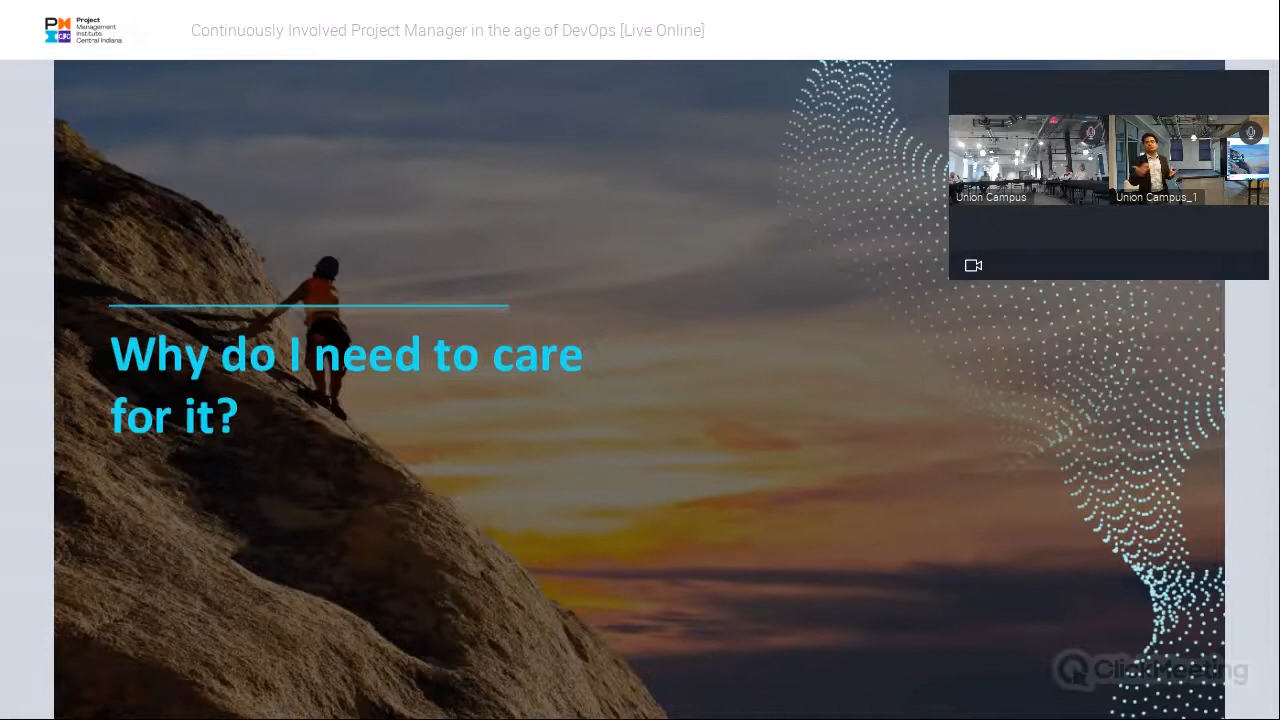 Project
Management
Institute.
Central Indiana
Continuously Involved Project Manager in the age of DevOps [Live Online]
Union Campus
Union Campus_1
Why do I need to care
for it?
ClickMeeting